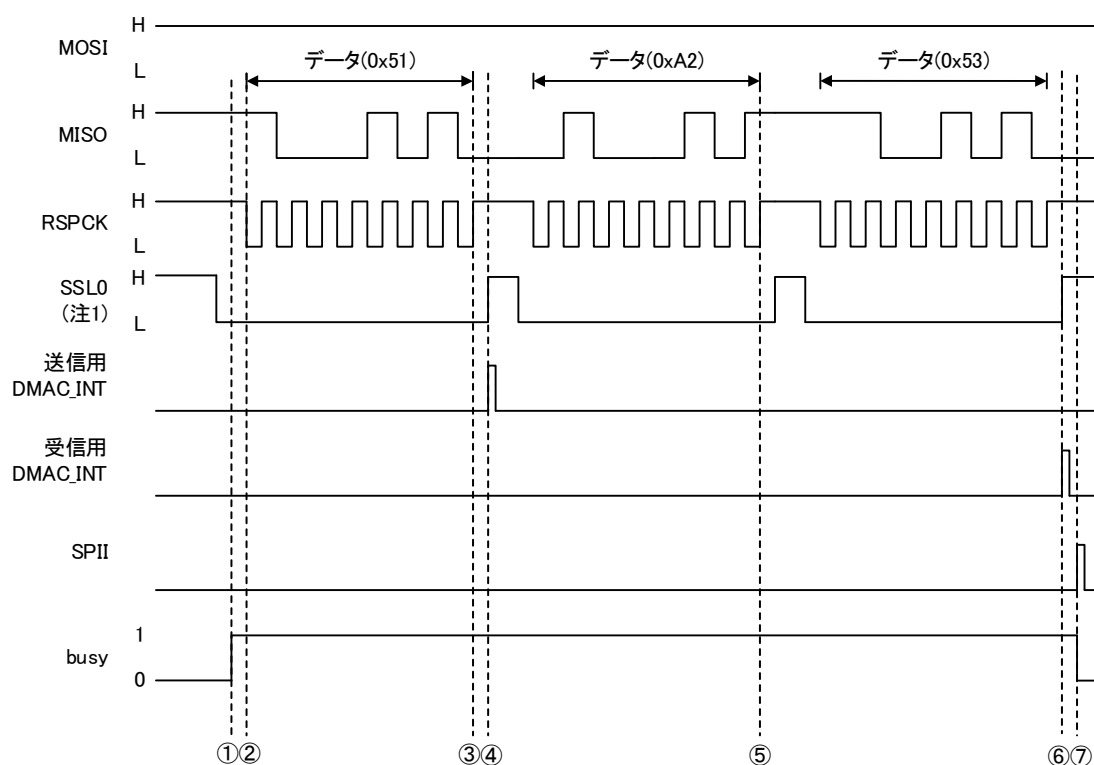 MOSI
H
L
データ(0x51)
データ(0xA2)
データ(0x53)
MISO
H
L
RSPCK
H
L
SSL0
(注1)
H
L
送信用
DMAC_INT
受信用
DMAC_INT
SPII
busy
1
0
①②
③④
⑤
⑥⑦